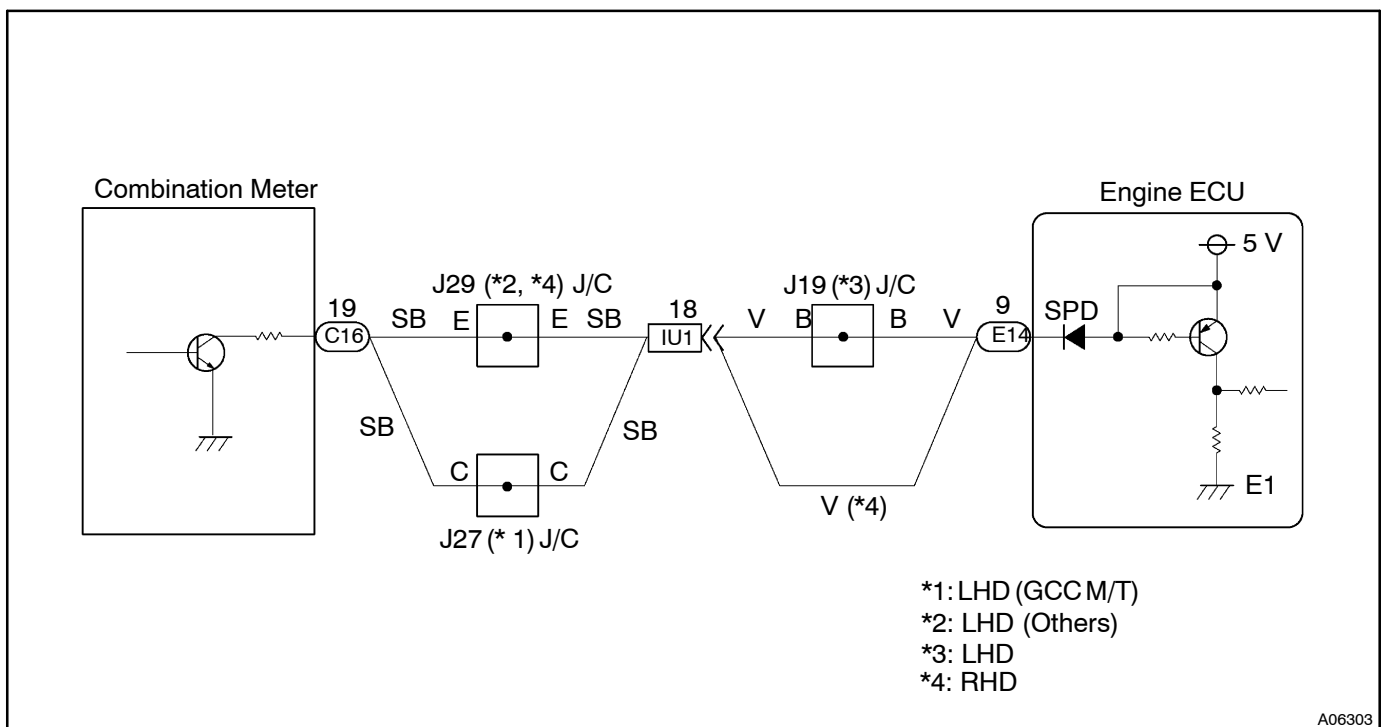 Combination Meter
Engine ECU
5 V
J29 (*2, *4) J/C
J19 (*3) J/C
19
18
9
SPD
SB E E SB
V B B V
C16
IU1
E14
SB
SB
C C
E1
V (*4)
J27 (* 1) J/C
*1: LHD (GCC M/T)
*2: LHD (Others)
*3: LHD
*4: RHD
A06303